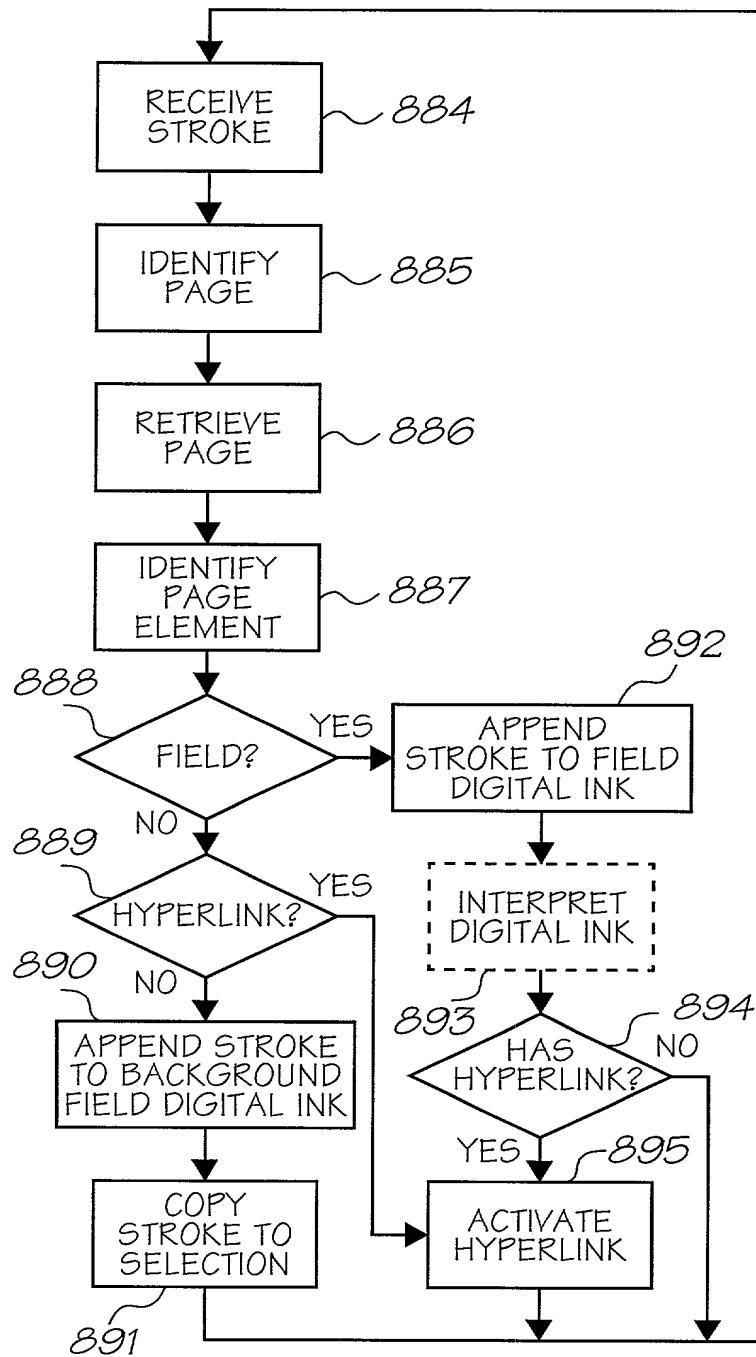 RECEIVE
STROKE
884
IDENTIFY
PAGE
885
RETRIEVE
PAGE
886
IDENTIFY
PAGE
ELEMENT
887
888
FIELD?
YES
NO
892
APPEND
STROKE TO FIELD
DIGITAL INK
889
HYPERLINK?
YES
NO
INTERPRET
DIGITAL INK
893
890
APPEND STROKE
TO BACKGROUND
FIELD DIGITAL INK
894
HAS
HYPERLINK?
NO
YES
COPY
STROKE TO
SELECTION
891
895
ACTIVATE
HYPERLINK